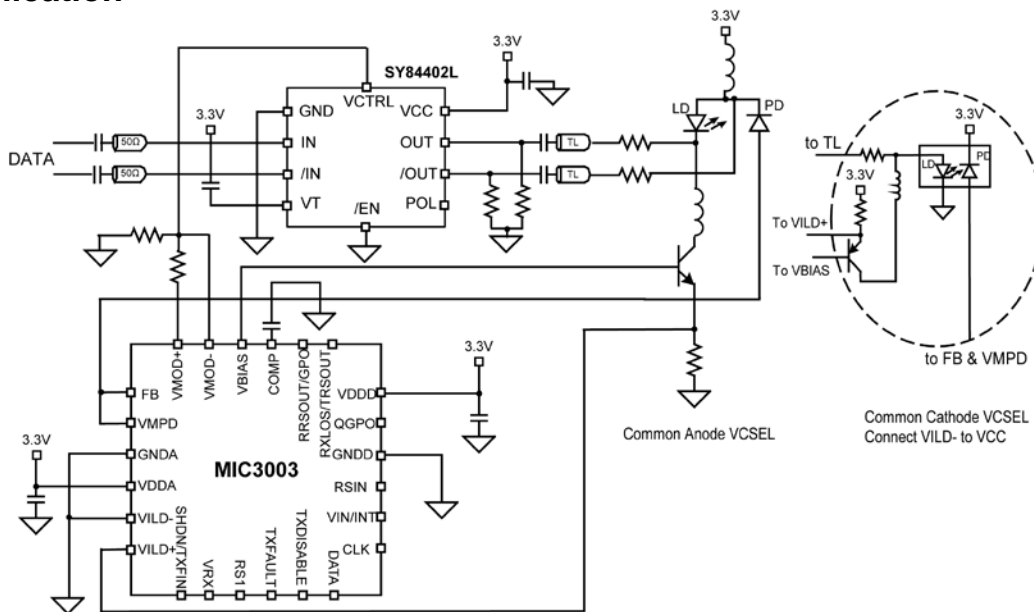 3.3V
SY84402L
3.3V
VCTRL
GND
VCC
LD
PD
3.3V
50Ω
IN
OUT
TL
DATA
50Ω
/IN
/OUT
TL
VT
/EN
POL
to TL
3.3V
LD
PD
3.3V
To VILD+
To VBIAS
to FB & VMPD
VMOD+
VMOD-
VBIAS
COMP
RRSOUT/GPO
RXLOS/TRSOUT
3.3V
FB
VDDD
VMPD
QGPO
Common Anode VCSEL
Common Cathode VCSEL
Connect VILD- to VCC
3.3V
GNDA
MIC3003
GNDD
VDDA
RSIN
VILD-
VIN/INT
VILD+
CLK
SHDN/TXFIN
VRX
RS1
TXFAULT
TXDISABLE
DATA